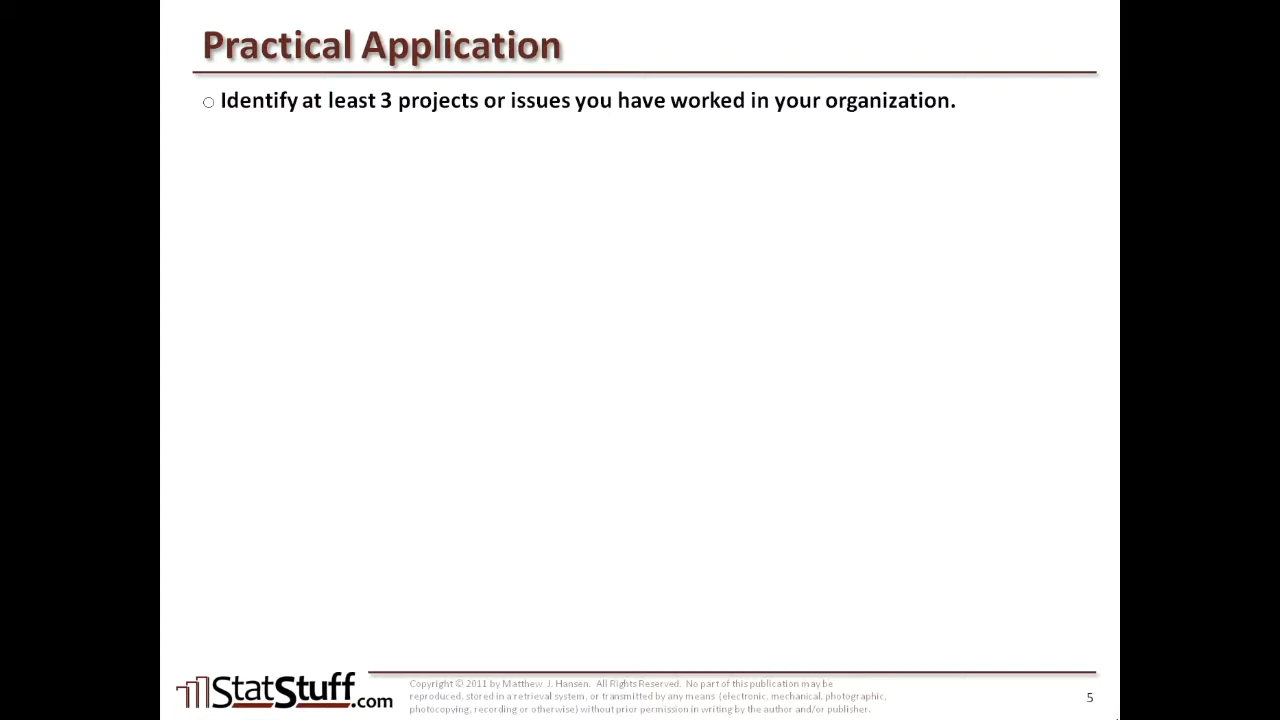 Practical Application
○ Identify at least 3 projects or issues you have worked in your organization.
StatStuff.com
Copyright © 2011 by Matthew J. Hansen. All Rights Reserved. No part of this publication may be
reproduced, stored in a retrieval system, or transmitted by any means (electronic, mechanical, photographic,
photocopying, recording or otherwise) without prior permission in writing by the author and/or publisher.
5